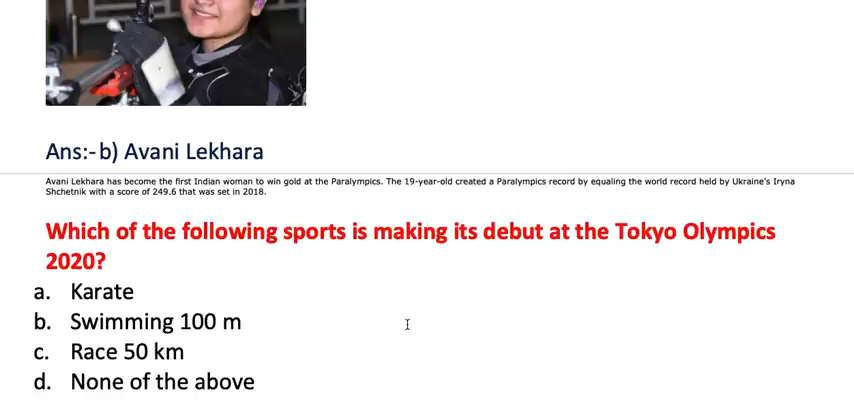 Ans:- b) Avani Lekhara
Avani Lekhara has become the first Indian woman to win gold at the Paralympics. The 19-year-old created a Paralympics record by equaling the world record held by Ukraine's Iryna
Shchetnik with a score of 249.6 that was set in 2018.
Which of the following sports is making its debut at the Tokyo Olympics
2020?
a. Karate
b. Swimming 100 m
c. Race 50 km
d. None of the above